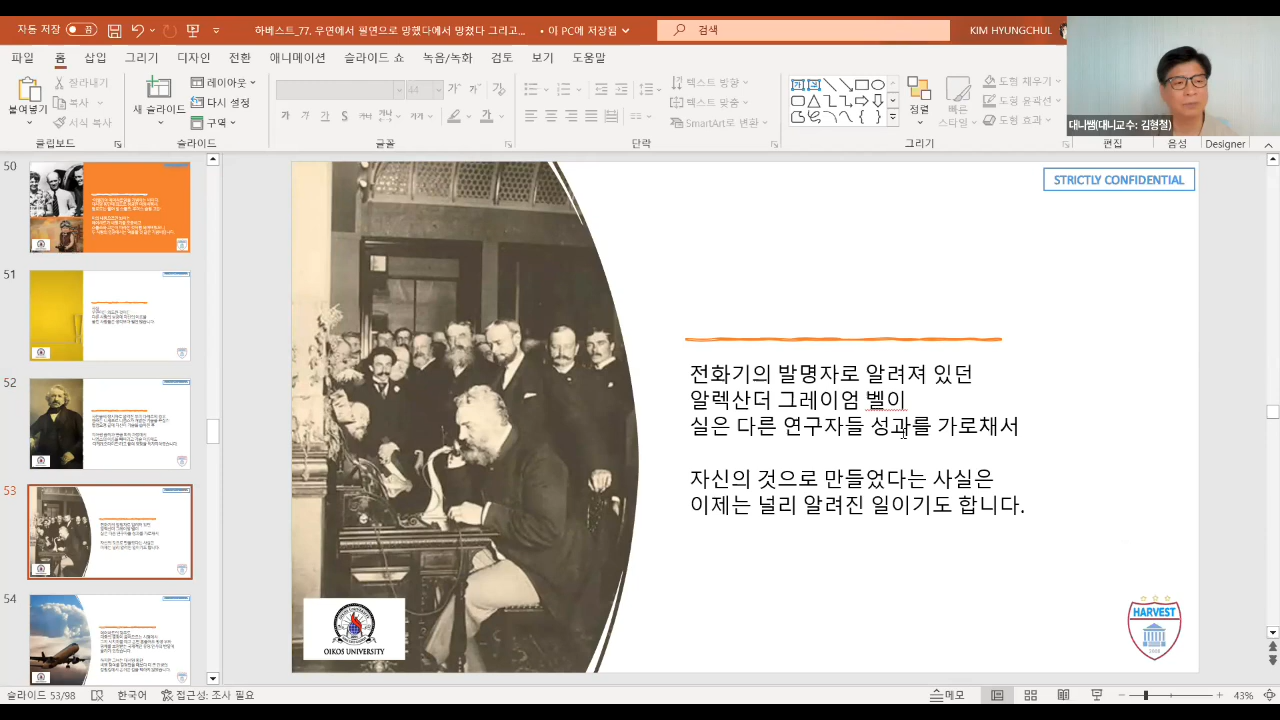 자동 저장
하베스트_77. 우연에서 필연으로 망했다에서 망쳤다 그리고... • 이 PC에 저장됨
검색
KIM HYUNGCHUL
파일 홈 삽입 그리기 디자인 전환 애니메이션 슬라이드 쇼 녹음/녹화 검토 보기 도움말
붙여넣기
잘라내기
복사
서식 복사
클립보드
새 슬라이드
레이아웃
다시 설정
구역
슬라이드
44
글꼴
텍스트 방향
텍스트 맞춤
SmartArt로 변환
단락
정렬
빠른 스타일
도형 채우기
도형 윤곽선
도형 효과
그리기
편집
음성
Designer
대니쌤(대니교수: 김형철)
50
51
52
53
54
STRICTLY CONFIDENTIAL
전화기의 발명자로 알려져 있던
알렉산더 그레이엄 벨이
실은 다른 연구자들 성과를 가로채서
자신의 것으로 만들었다는 사실은
이제는 널리 알려진 일이기도 합니다.
OIKOS UNIVERSITY
HARVEST
슬라이드 53/98
한국어
접근성: 조사 필요
메모
43%